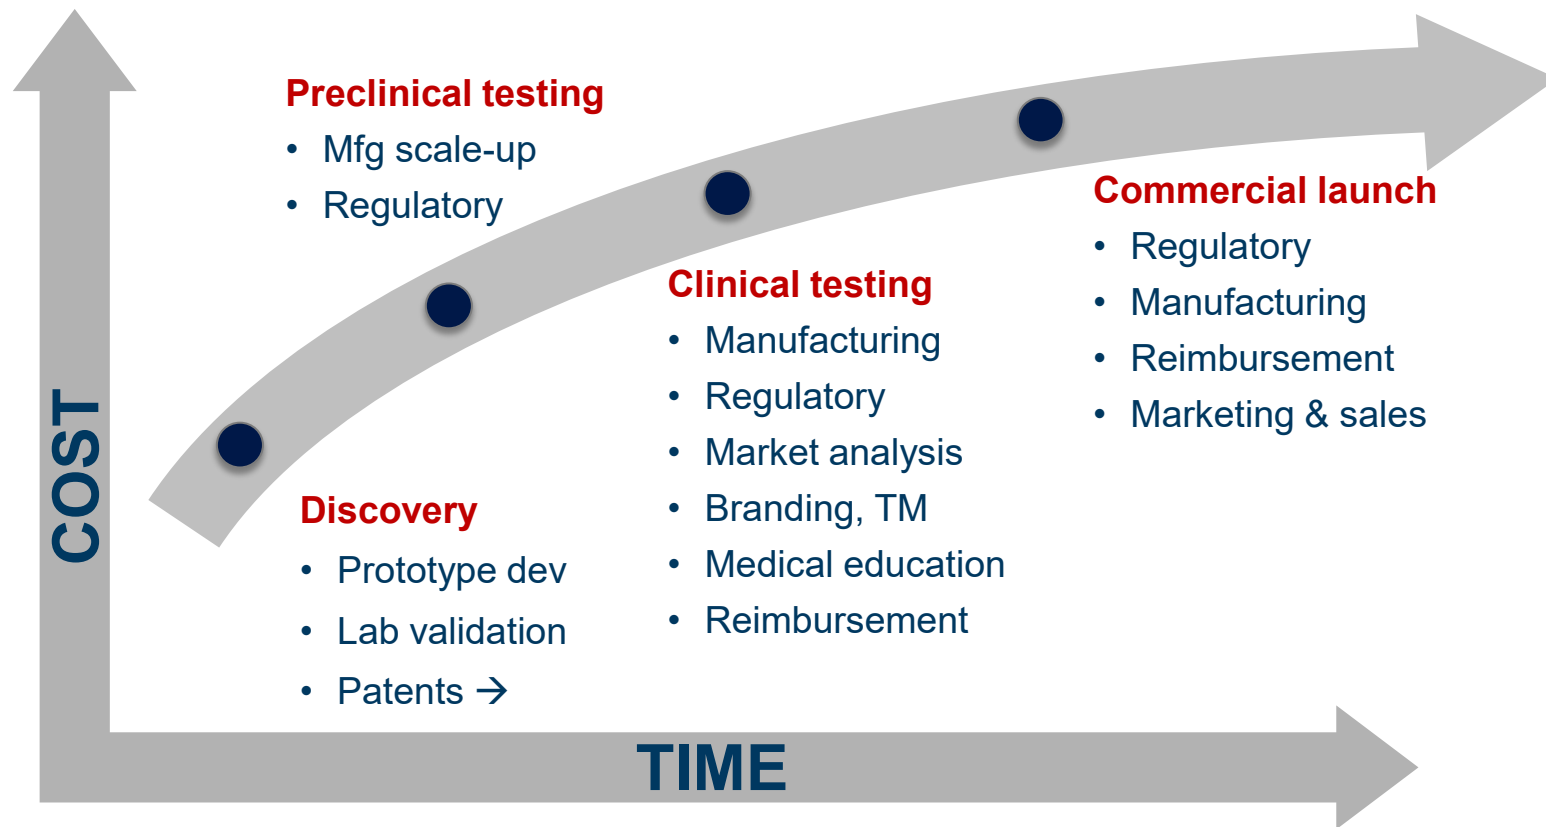 Preclinical testing
• Mfg scale-up
• Regulatory
Commercial launch
• Regulatory
• Manufacturing
• Reimbursement
• Marketing & sales
Clinical testing
• Manufacturing
• Regulatory
• Market analysis
• Branding, TM
• Medical education
• Reimbursement
Discovery
• Prototype dev
• Lab validation
• Patents →
COST
TIME